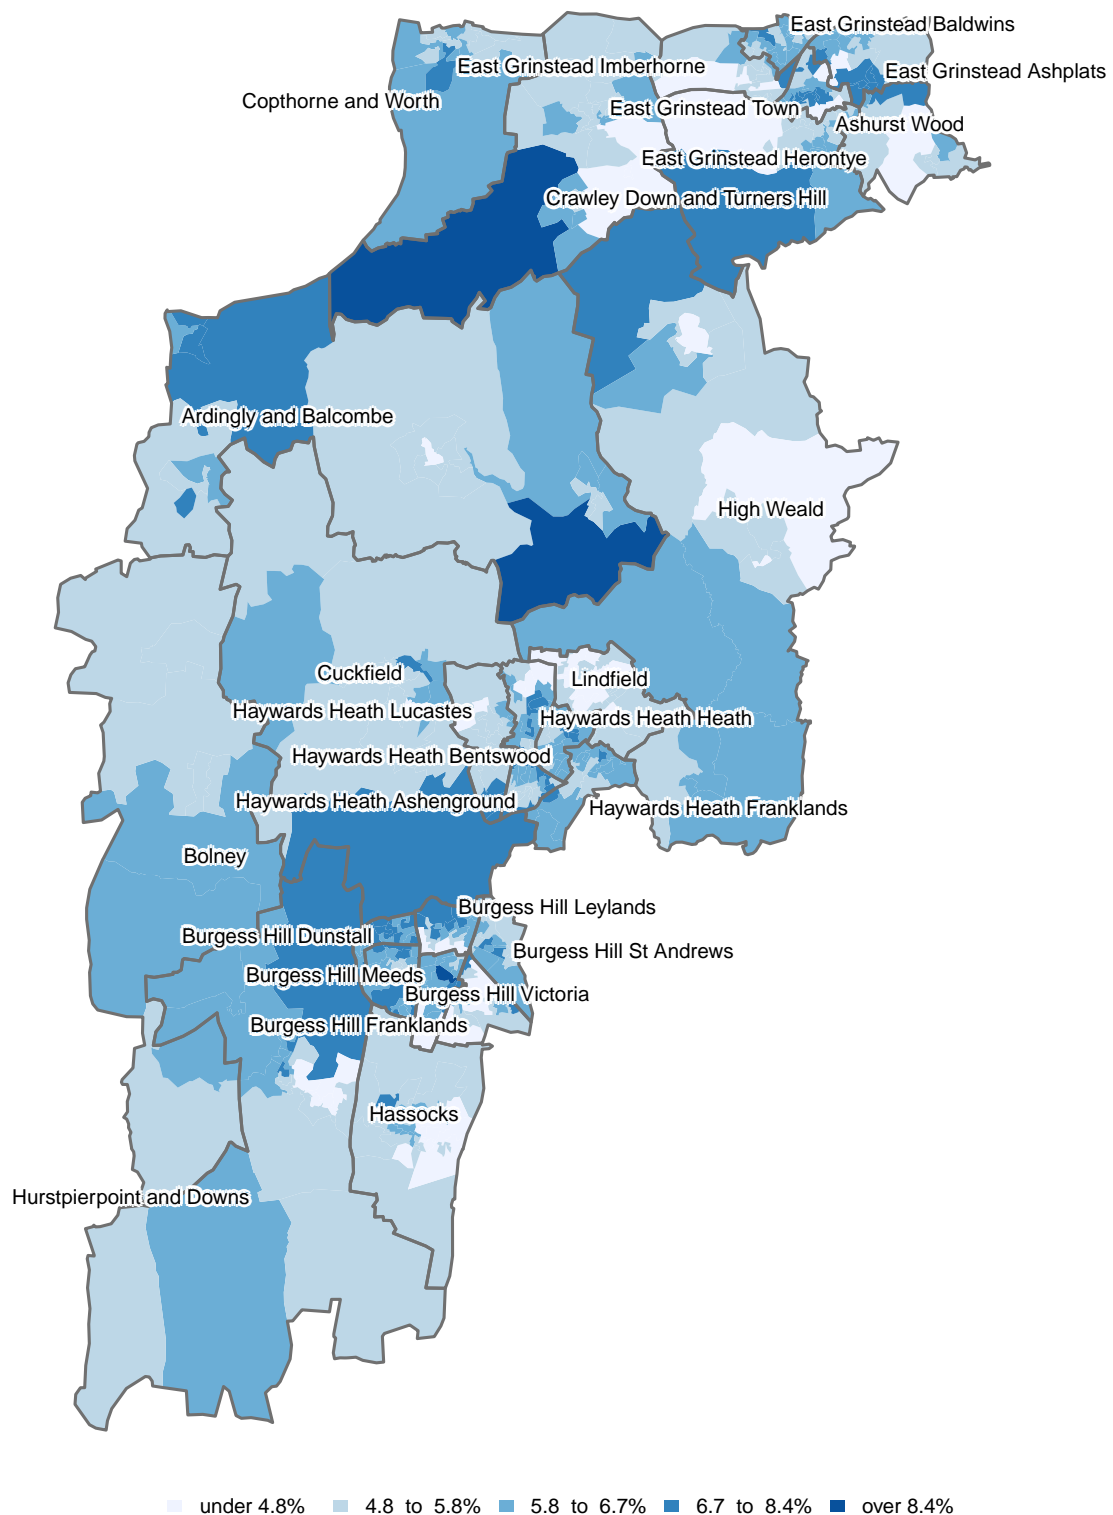 East Grinstead Baldwins
East Grinstead Imberhorne
East Grinstead Ashplats
Copthorne and Worth
East Grinstead Town
Ashurst Wood
East Grinstead Herontye
Crawley Down and Turners Hill
Ardingly and Balcombe
High Weald
Cuckfield
Lindfield
Haywards Heath Lucastes
Haywards Heath Heath
Haywards Heath Bentswood
Haywards Heath Ashenground
Haywards Heath Franklands
Bolney
Burgess Hill Leylands
Burgess Hill Dunstall
Burgess Hill St Andrews
Burgess Hill Meeds
Burgess Hill Victoria
Burgess Hill Franklands
Hassocks
Hurstpierpoint and Downs
under 4.8% 4.8 to 5.8% 5.8 to 6.7% 6.7 to 8.4% over 8.4%